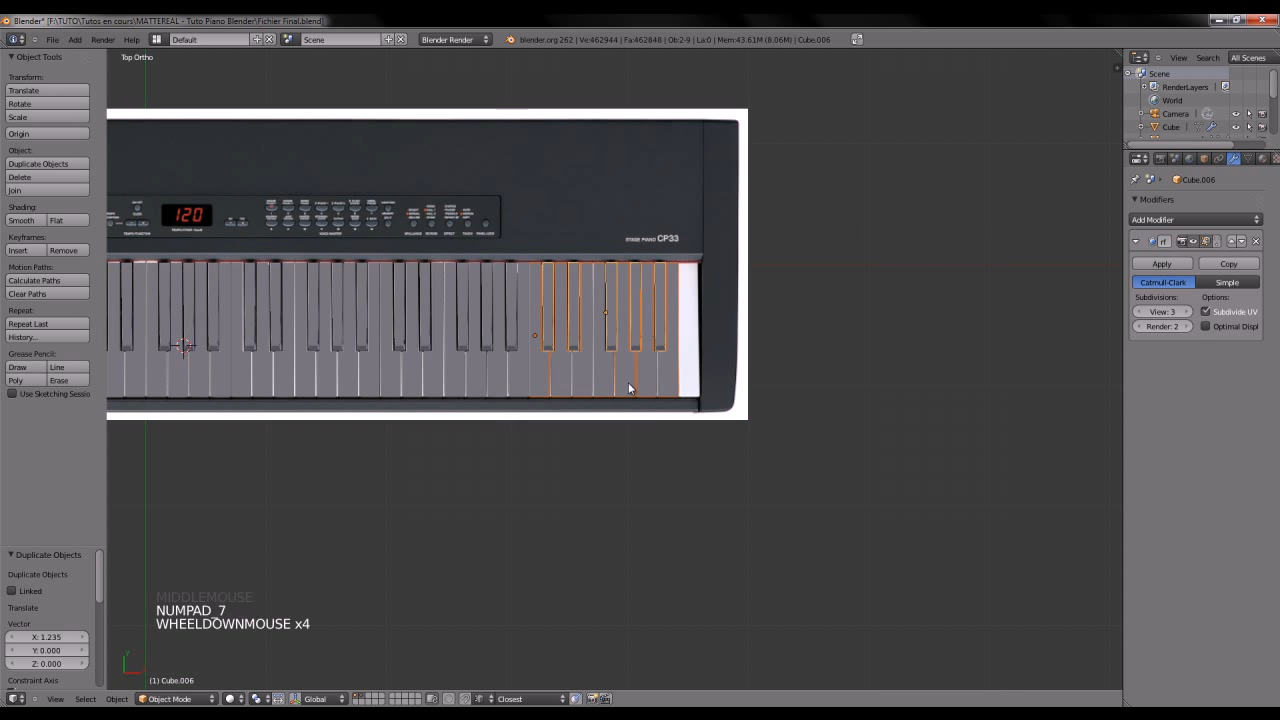 Blender* [F:\TUTO\Tutos en cours\MATTEREAL - Tuto Piano Blender\Fichier Final.blend]
File Add Render Help Default Scene Blender Render blender.org 262 | Ve:462944 | Fa:462848 | Ob:2-9 | La:0 | Mem:43.61M (8.06M) | Cube.006
Object Tools
Transform:
Translate
Rotate
Scale
Origin
Object:
Duplicate Objects
Delete
Join
Shading:
Smooth Flat
Keyframes:
Insert Remove
Motion Paths:
Calculate Paths
Clear Paths
Repeat:
Repeat Last
History...
Grease Pencil:
Draw Line
Poly Erase
Use Sketching Sessio
Duplicate Objects
Duplicate Objects
Linked
Translate
Vector
X: 1.235
Y: 0.000
Z: 0.000
Constraint Axis
Top Ortho
120
STAGE PIANO CP33
MIDDLEMOUSE
NUMPAD_7
WHEELDOWNMOUSE x4
y
(1) Cube.006
View Select Object Object Mode Global Closest
View Search All Scenes
Scene
RenderLayers
World
Camera
Cube
Cube.006
Modifiers
Add Modifier
Apply Copy
Catmull-Clark Simple
Subdivisions: Options:
View: 3 Subdivide UV
Render: 2 Optimal Displ